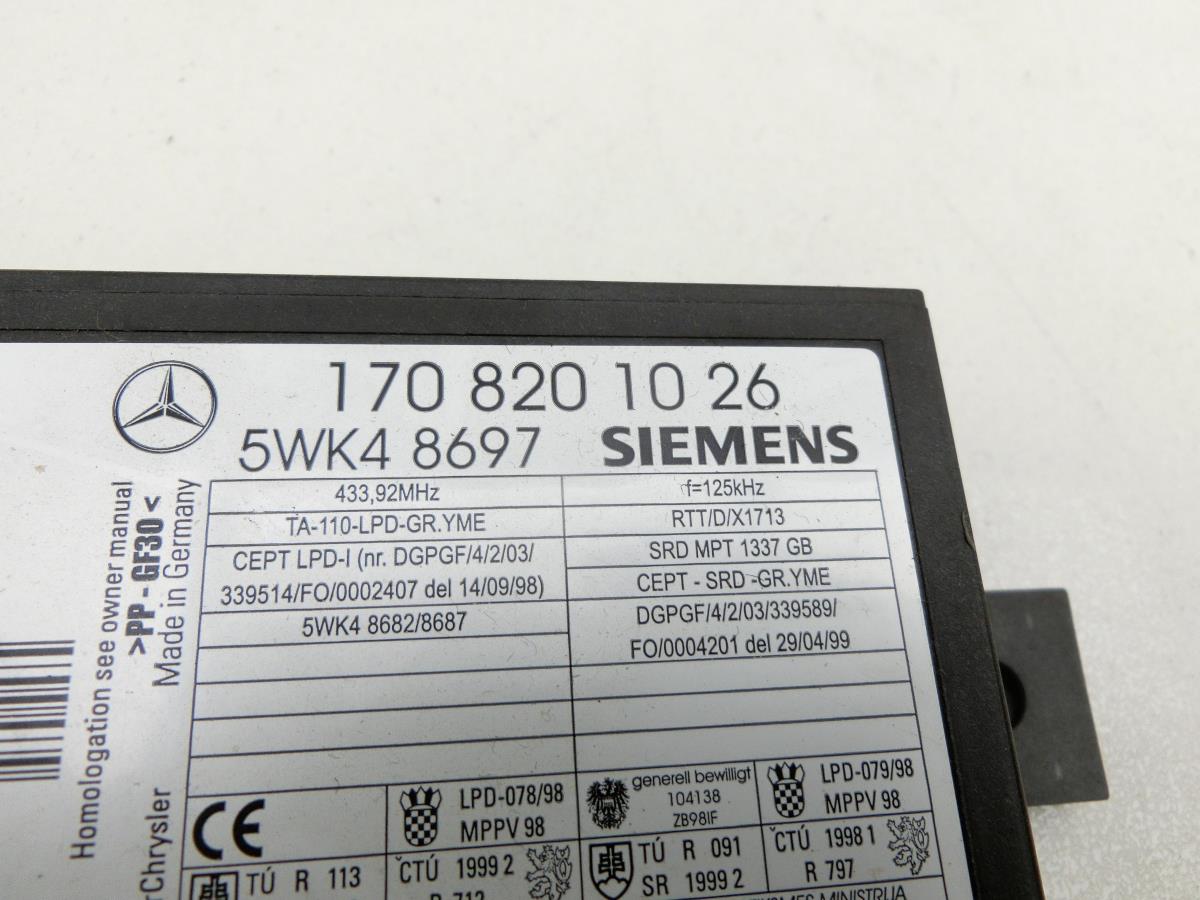 170 820 10 26
5WK4 8697 SIEMENS
433,92MHz
TA-110-LPD-GR.YME
CEPT LPD-I (nr. DGPGF/4/2/03/
339514/FO/0002407 del 14/09/98)
5WK4 8682/8687
f=125kHz
RTT/D/X1713
SRD MPT 1337 GB
CEPT - SRD -GR.YME
DGPGF/4/2/03/339589/
FO/0004201 del 29/04/99
Homologation see owner manual
>PP-GF30<
Made in Germany
rChrysler
CE
LPD-078/98
MPPV 98
generell bewilligt
104138
ZB98IF
LPD-079/98
MPPV 98
TÚ R 113
ČTÚ 1999 2
R 712
TÚ R 091
SR 1999 2
ČTÚ 1998 1
R 797
MINISTRIJA